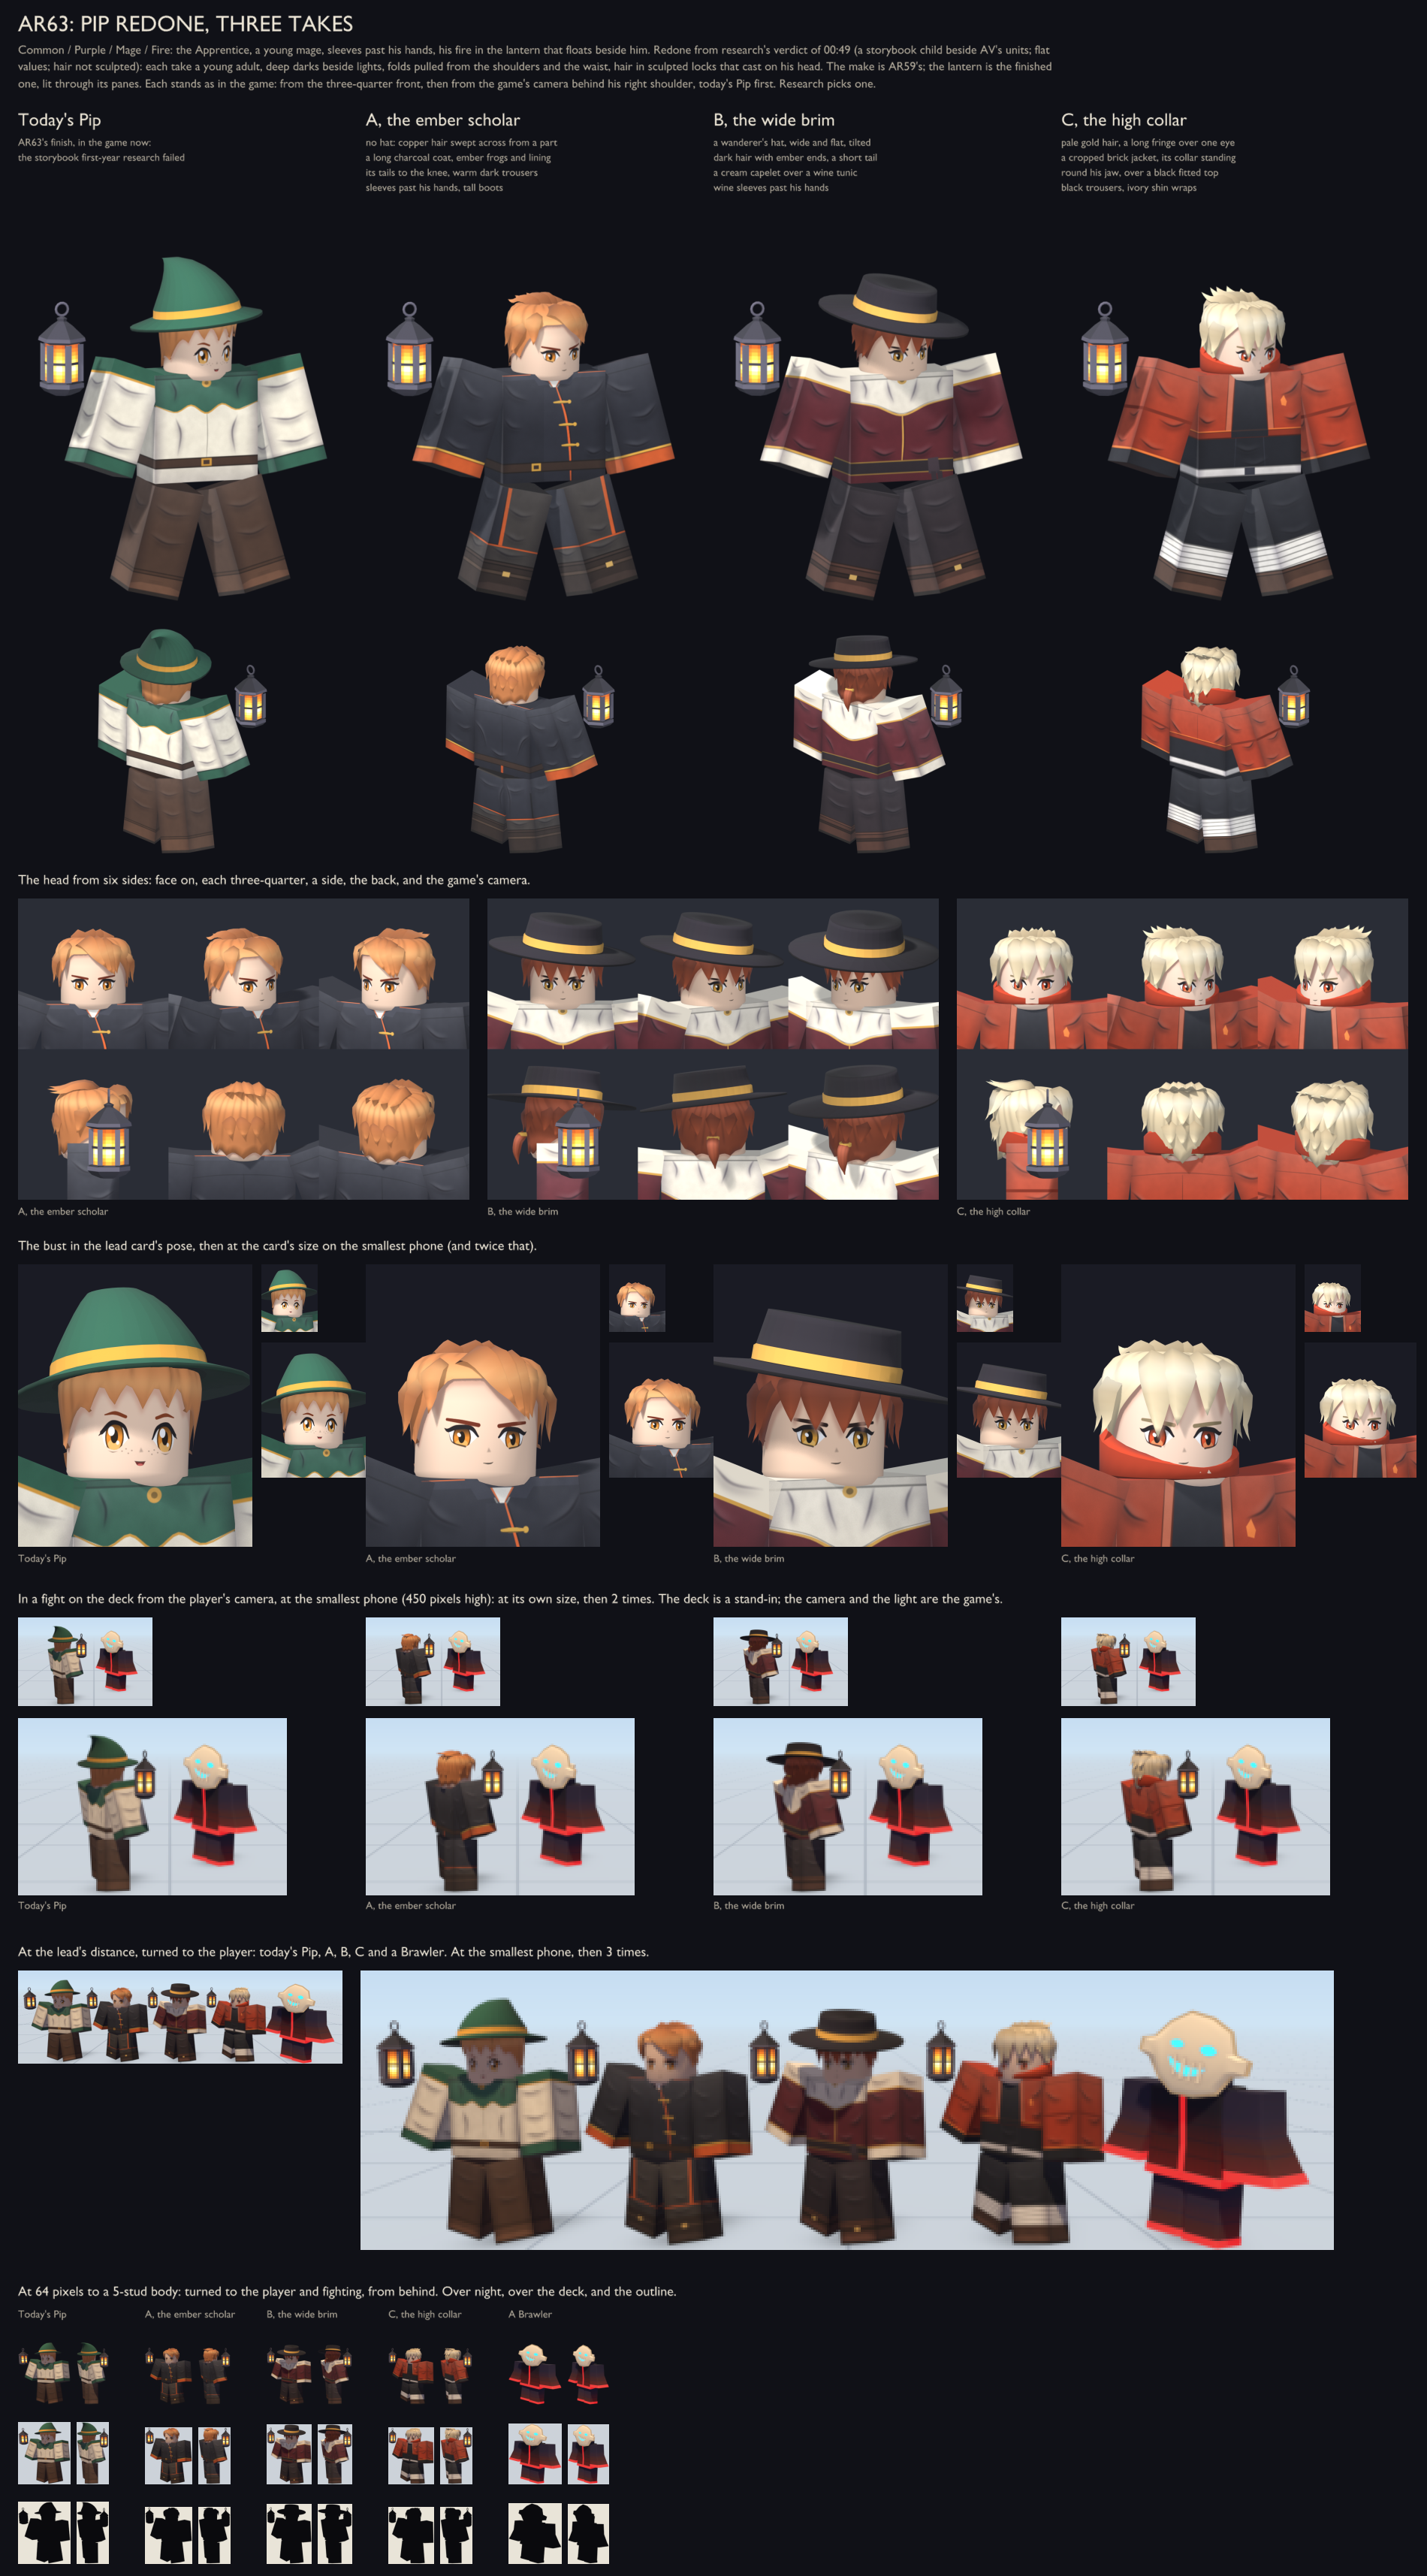 AR63: PIP REDONE, THREE TAKES
Common / Purple / Mage / Fire: the Apprentice, a young mage, sleeves past his hands, his fire in the lantern that floats beside him. Redone from research's verdict of 00:49 (a storybook child beside AV's units; flat
values; hair not sculpted): each take a young adult, deep darks beside lights, folds pulled from the shoulders and the waist, hair in sculpted locks that cast on his head. The make is AR59's; the lantern is the finished
one, lit through its panes. Each stands as in the game: from the three-quarter front, then from the game's camera behind his right shoulder, today's Pip first. Research picks one.
Today's Pip
AR63's finish, in the game now:
the storybook first-year research failed
A, the ember scholar
no hat: copper hair swept across from a part
a long charcoal coat, ember frogs and lining
its tails to the knee, warm dark trousers
sleeves past his hands, tall boots
B, the wide brim
a wanderer's hat, wide and flat, tilted
dark hair with ember ends, a short tail
a cream capelet over a wine tunic
wine sleeves past his hands
C, the high collar
pale gold hair, a long fringe over one eye
a cropped brick jacket, its collar standing
round his jaw, over a black fitted top
black trousers, ivory shin wraps
The head from six sides: face on, each three-quarter, a side, the back, and the game's camera.
A, the ember scholar
B, the wide brim
C, the high collar
The bust in the lead card's pose, then at the card's size on the smallest phone (and twice that).
Today's Pip
A, the ember scholar
B, the wide brim
C, the high collar
In a fight on the deck from the player's camera, at the smallest phone (450 pixels high): at its own size, then 2 times. The deck is a stand-in; the camera and the light are the game's.
Today's Pip
A, the ember scholar
B, the wide brim
C, the high collar
At the lead's distance, turned to the player: today's Pip, A, B, C and a Brawler. At the smallest phone, then 3 times.
At 64 pixels to a 5-stud body: turned to the player and fighting, from behind. Over night, over the deck, and the outline.
Today's Pip
A, the ember scholar
B, the wide brim
C, the high collar
A Brawler